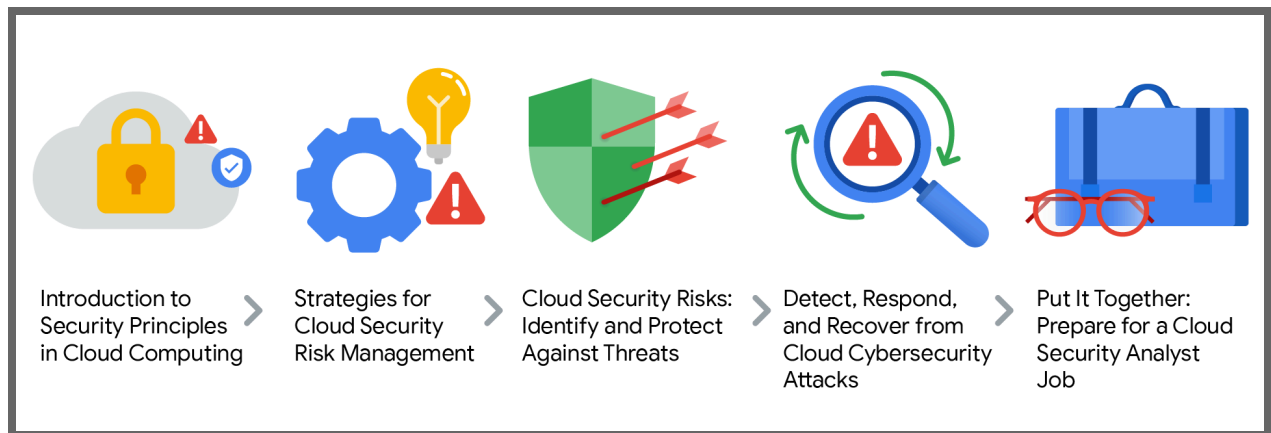 Introduction to
Security Principles
in Cloud Computing
Strategies for
Cloud Security
Risk Management
Cloud Security Risks:
Identify and Protect
Against Threats
Detect, Respond,
and Recover from
Cloud Cybersecurity
Attacks
Put It Together:
Prepare for a Cloud
Security Analyst
Job